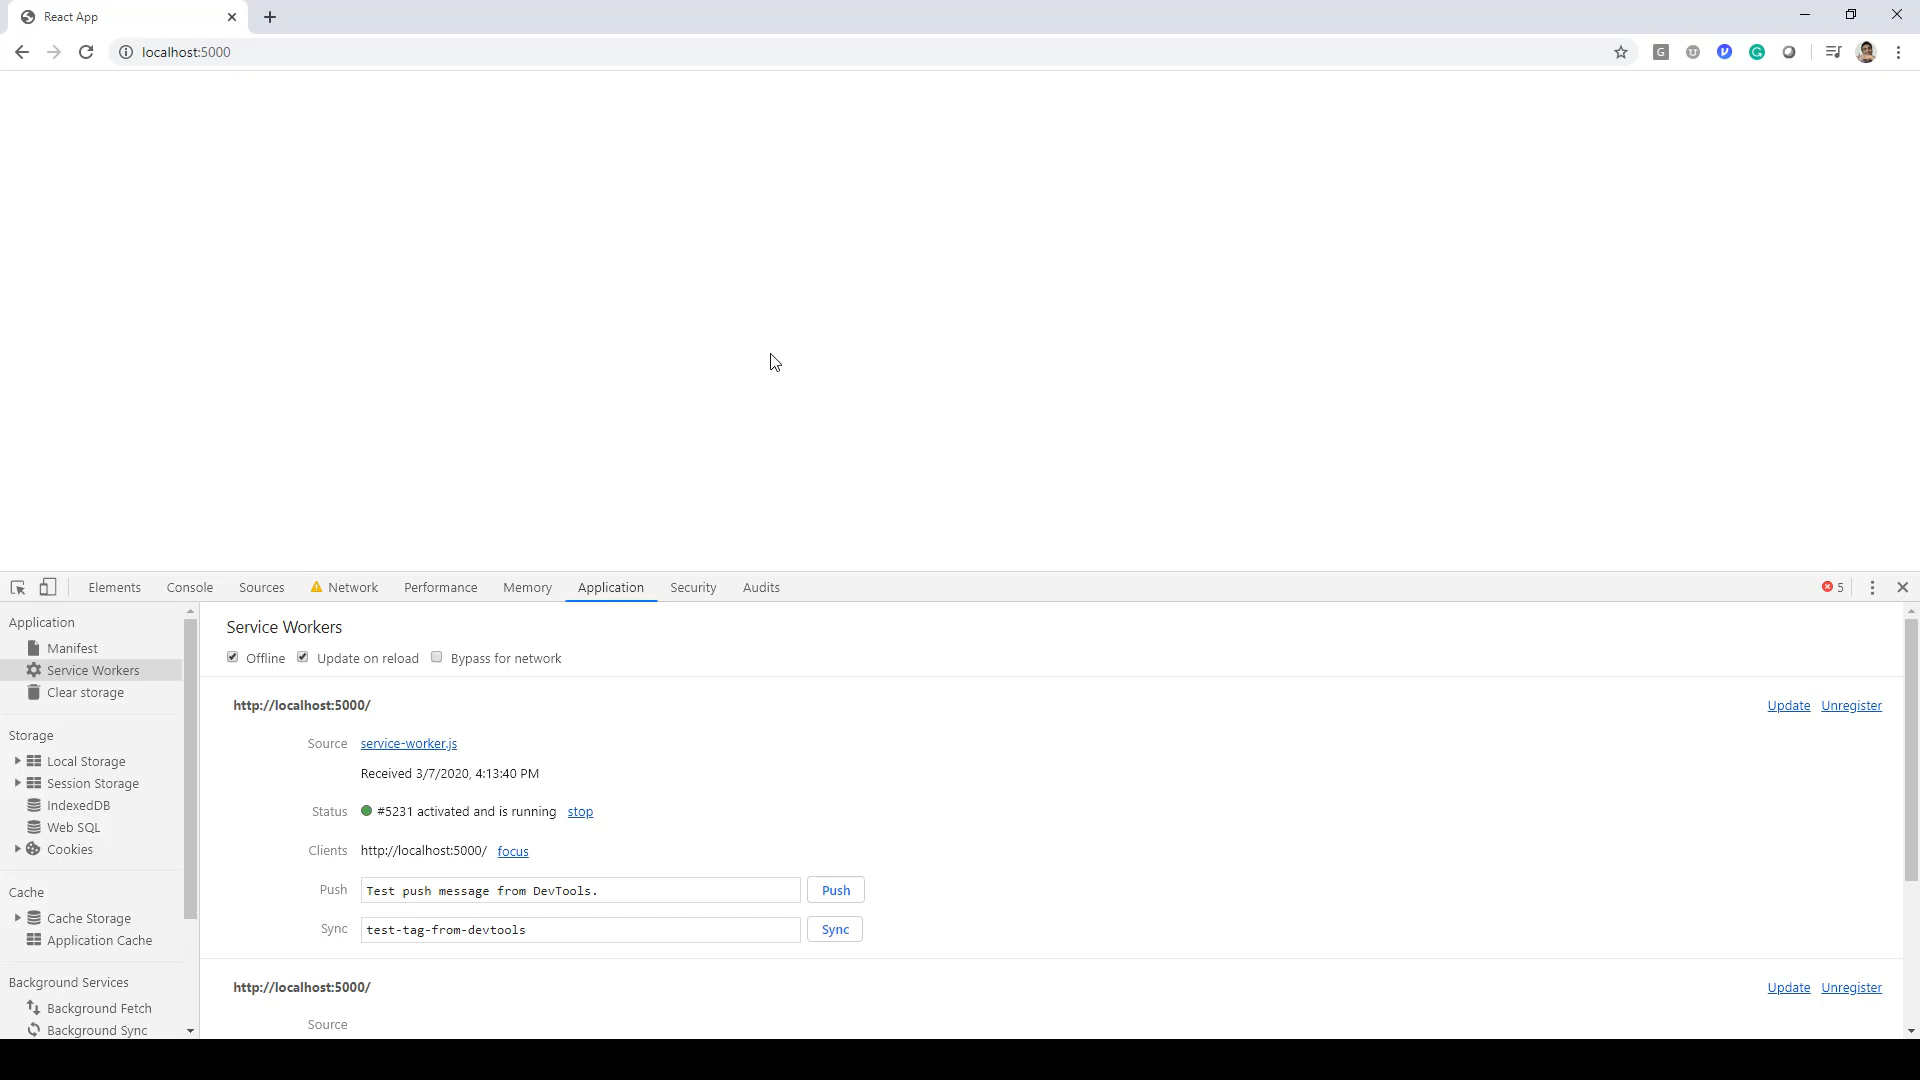 React App
localhost:5000
Elements Console Sources Network Performance Memory Application Security Audits 5
Application
Manifest
Service Workers
Clear storage
Storage
Local Storage
Session Storage
IndexedDB
Web SQL
Cookies
Cache
Cache Storage
Application Cache
Background Services
Background Fetch
Background Sync
Service Workers
Offline Update on reload Bypass for network
http://localhost:5000/ Update Unregister
Source service-worker.js
Received 3/7/2020, 4:13:40 PM
Status #5231 activated and is running stop
Clients http://localhost:5000/ focus
Push Test push message from DevTools. Push
Sync test-tag-from-devtools Sync
http://localhost:5000/ Update Unregister
Source